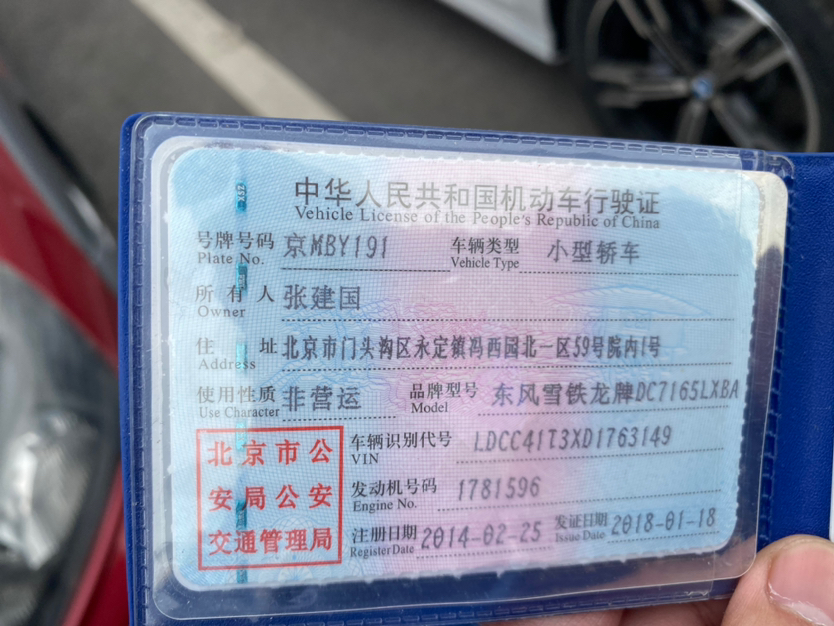 中华人民共和国机动车行驶证
Vehicle License of the People's Republic of China
号牌号码 京MBY191 车辆类型 小型轿车
Plate No. Vehicle Type
所有人 张建国
Owner
住址 北京市门头沟区永定镇冯西园北一区59号院内1号
Address
使用性质 非营运 品牌型号 东风雪铁龙牌DC7165LXBA
Use Character Model
北京市公安局公安交通管理局
车辆识别代号 LDCC41T3XD1763149
VIN
发动机号码 1781596
Engine No.
注册日期 2014-02-25 发证日期 2018-01-18
Register Date Issue Date